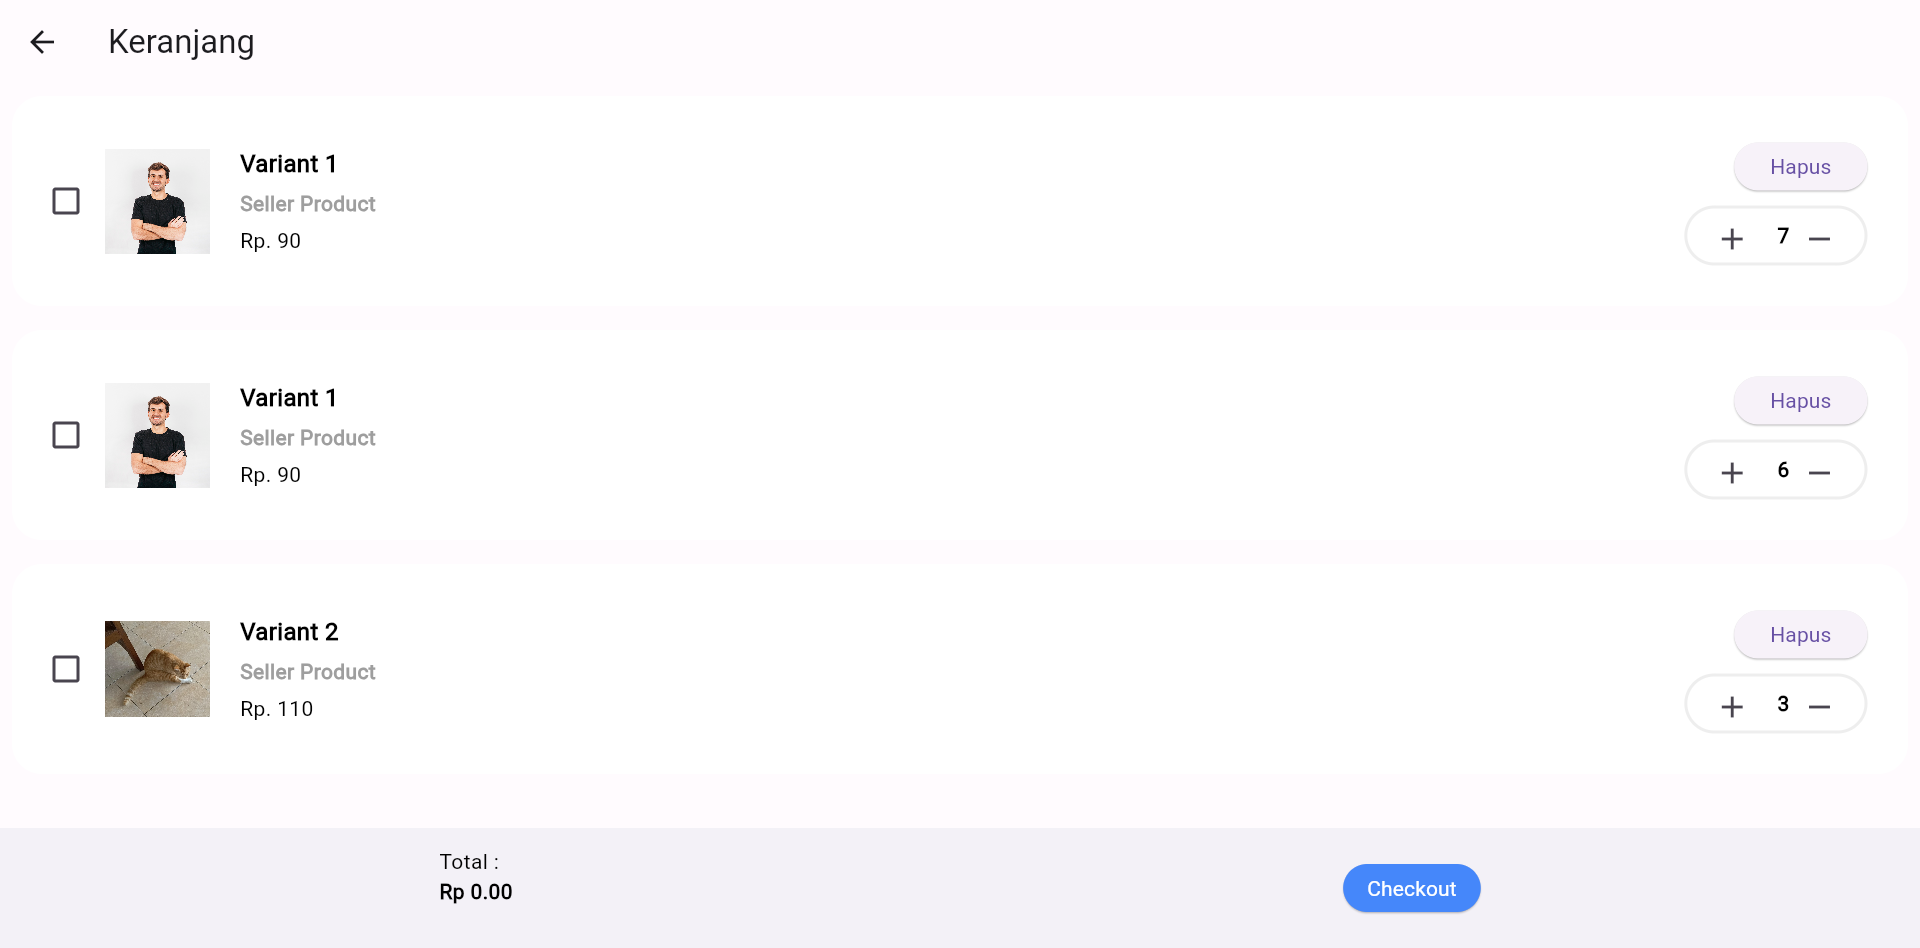 Keranjang
Variant 1
Seller Product
Rp. 90
Hapus
7
Variant 1
Seller Product
Rp. 90
Hapus
6
Variant 2
Seller Product
Rp. 110
Hapus
3
Total :
Rp 0.00
Checkout